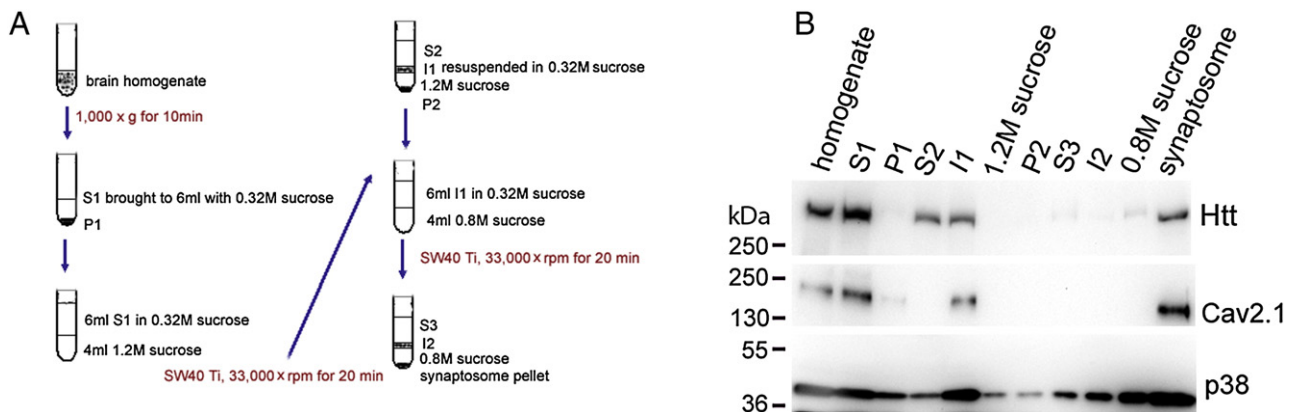 A
brain homogenate
1,000 x g for 10min
S1 brought to 6ml with 0.32M sucrose
P1
6ml S1 in 0.32M sucrose
4ml 1.2M sucrose
SW40 Ti, 33,000×rpm for 20 min
S2
I1 resuspended in 0.32M sucrose
1.2M sucrose
P2
6ml I1 in 0.32M sucrose
4ml 0.8M sucrose
SW40 Ti, 33,000×rpm for 20 min
S3
I2
0.8M sucrose
synaptosome pellet
B
homogenate
S1
P1
S2
I1
1.2M sucrose
P2
S3
I2
0.8M sucrose
synaptosome
kDa
250
Htt
250
130
Cav2.1
55
36
p38